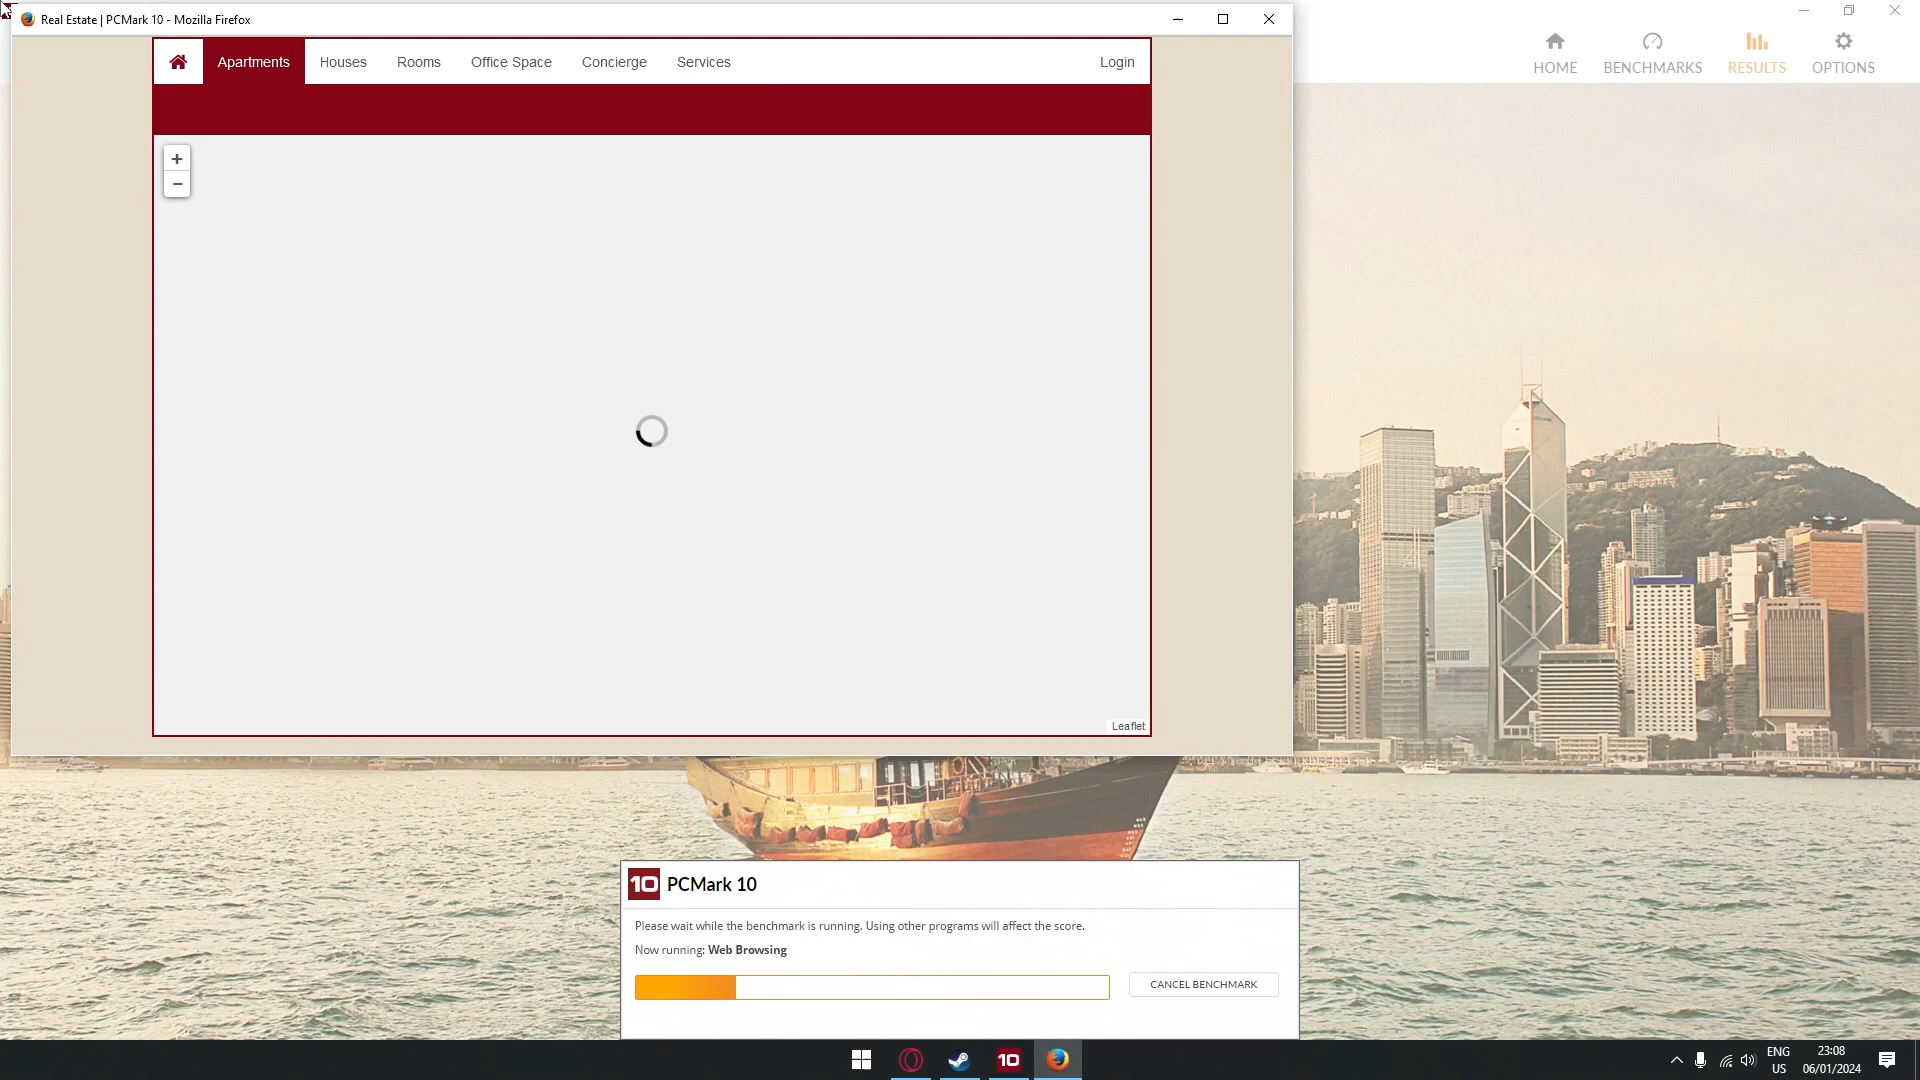 Real Estate | PCMark 10 - Mozilla Firefox
Apartments Houses Rooms Office Space Concierge Services Login
HOME BENCHMARKS RESULTS OPTIONS
+
−
Leaflet
10 PCMark 10
Please wait while the benchmark is running. Using other programs will affect the score.
Now running: Web Browsing
CANCEL BENCHMARK
10
ENG
US
23:08
06/01/2024